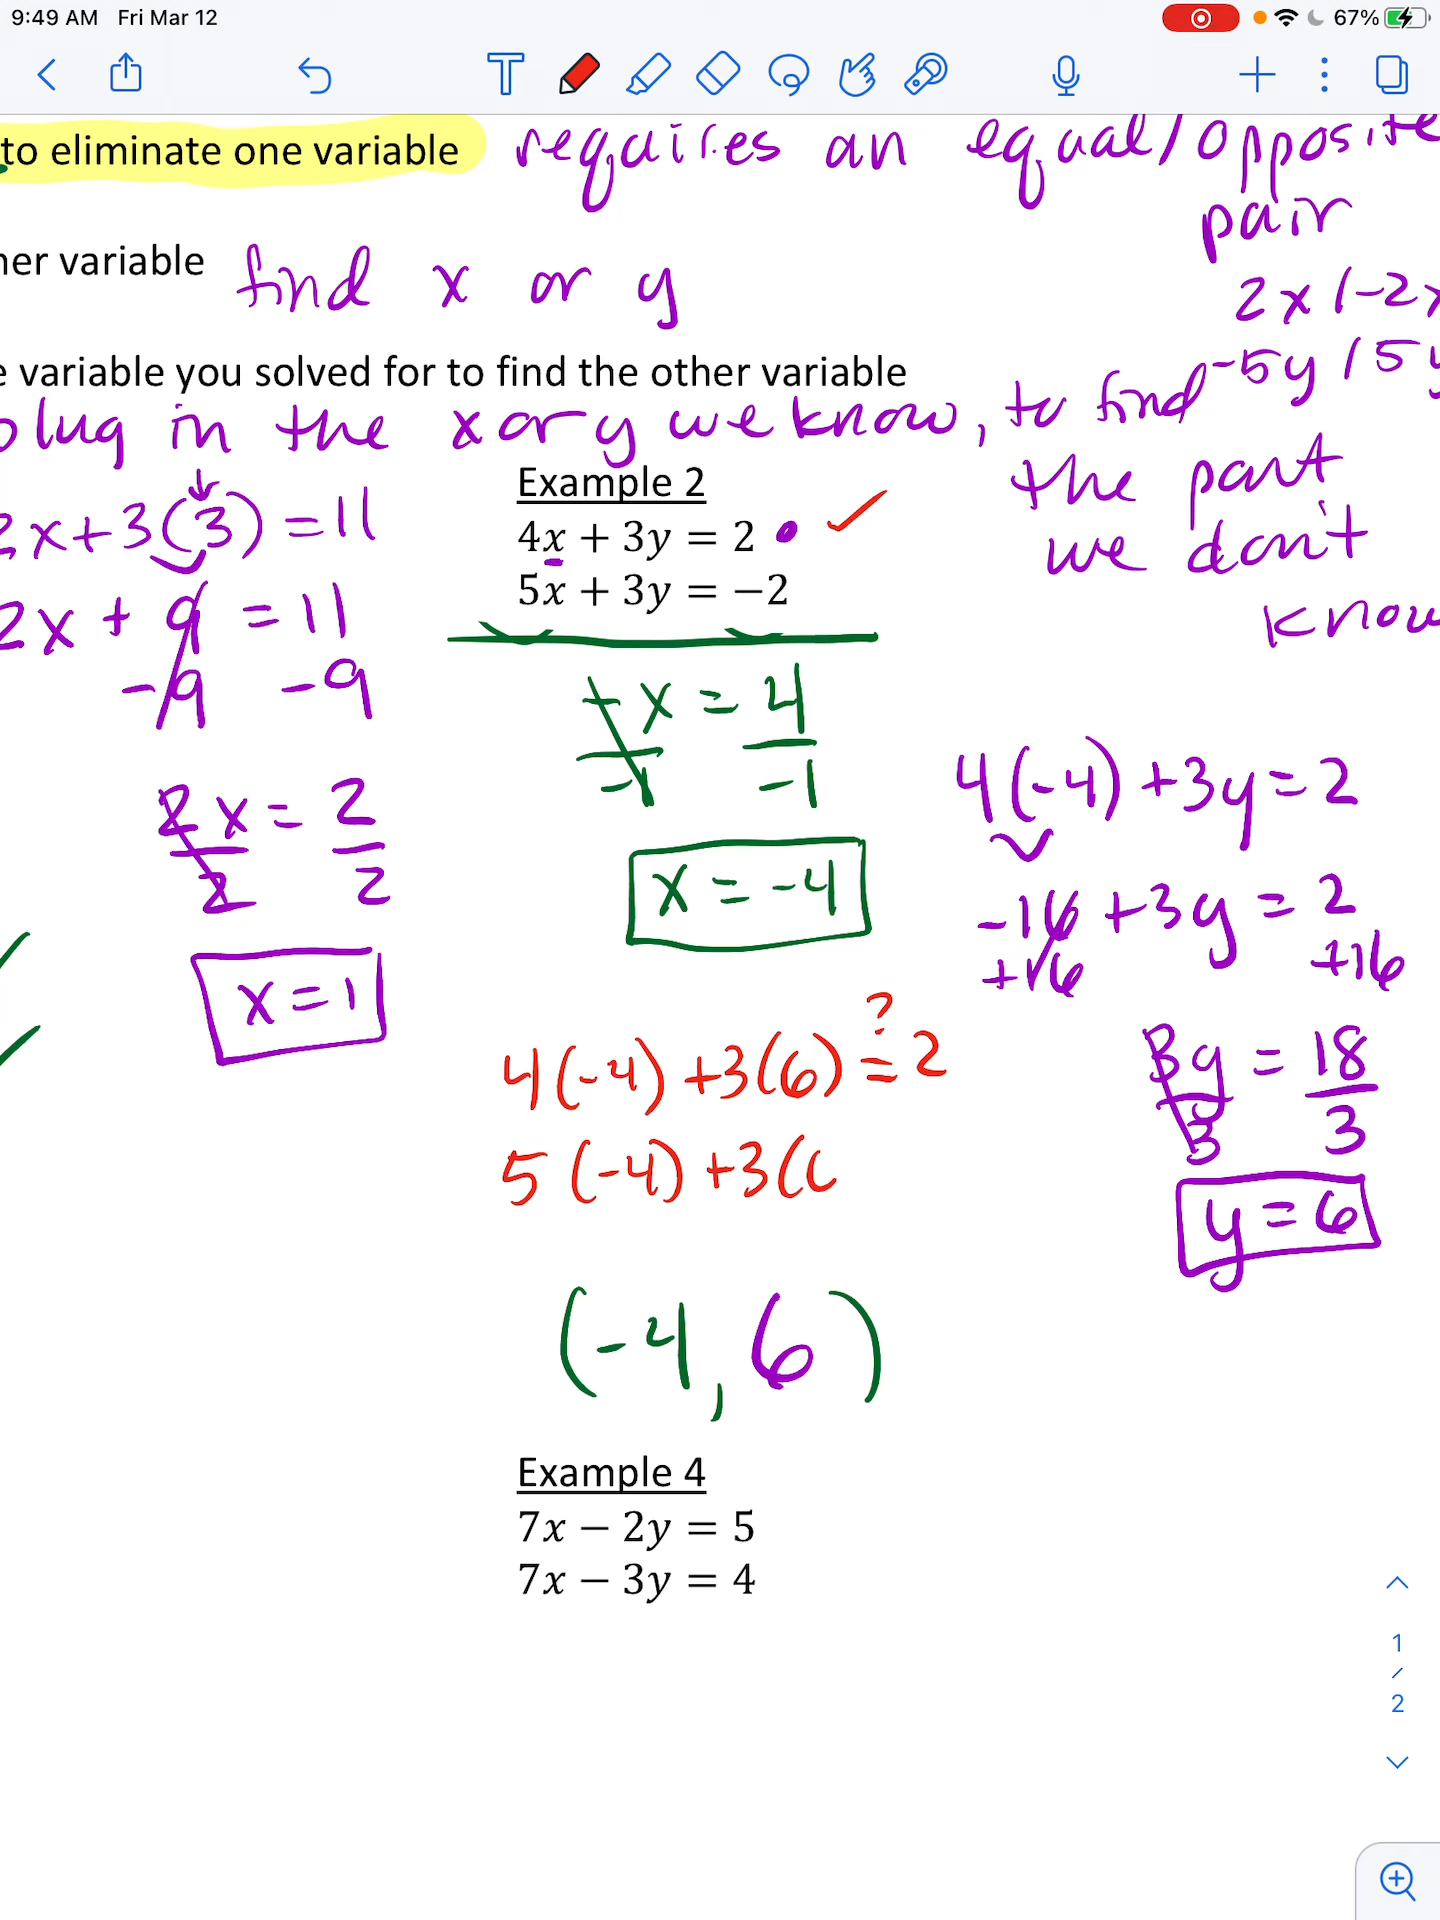 9:49 AM Fri Mar 12 67%
T
to eliminate one variable requires an equal/opposite
pair
her variable find x or y
2x/-2x
e variable you solved for to find the other variable
-5y/5y
plug in the x or y we know, to find
the part
we don't
know
2x+3(3)=11
2x+9=11
-9 -9
2x=2
2 2
x=1
Example 2
4x + 3y = 2
5x + 3y = −2
-x=4
-1 -1
x=-4
4(-4)+3y=2
-16+3y=2
+16 +16
3y=18
3 3
y=6
4(-4)+3(6)=2
?
5(-4)+3(
(-4,6)
Example 4
7x − 2y = 5
7x − 3y = 4
1
/
2